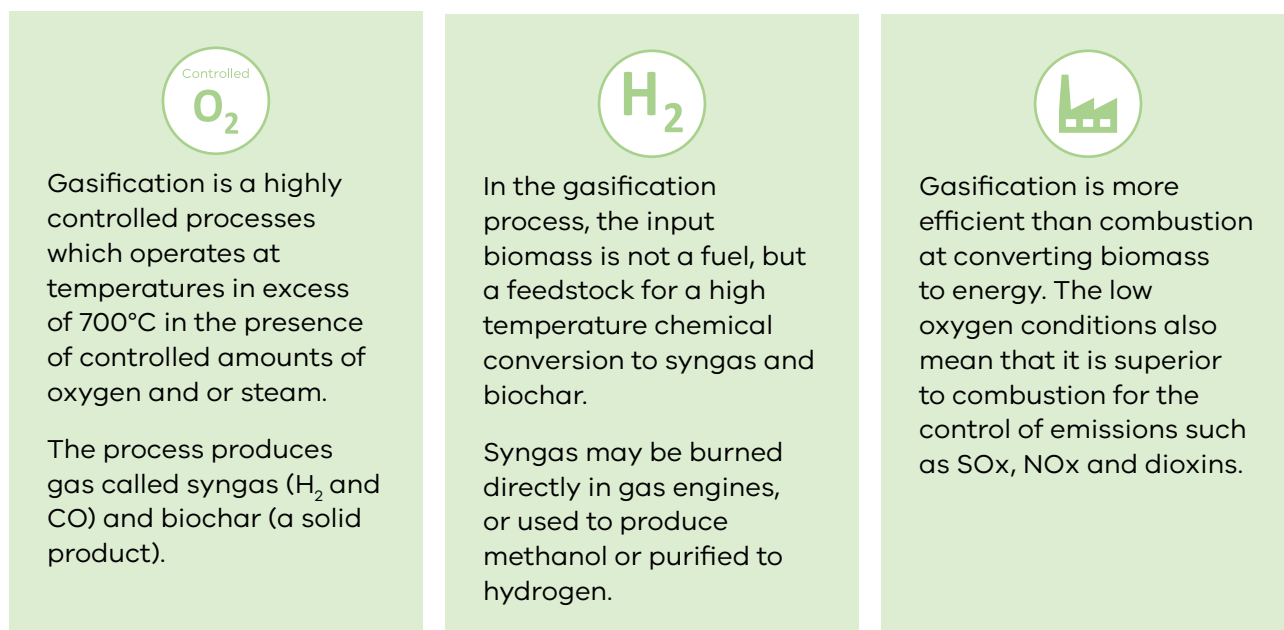 Controlled
O2
Gasification is a highly
controlled processes
which operates at
temperatures in excess
of 700°C in the presence
of controlled amounts of
oxygen and or steam.
The process produces
gas called syngas (H2 and
CO) and biochar (a solid
product).
H2
In the gasification
process, the input
biomass is not a fuel, but
a feedstock for a high
temperature chemical
conversion to syngas and
biochar.
Syngas may be burned
directly in gas engines,
or used to produce
methanol or purified to
hydrogen.
Gasification is more
efficient than combustion
at converting biomass
to energy. The low
oxygen conditions also
mean that it is superior
to combustion for the
control of emissions such
as SOx, NOx and dioxins.